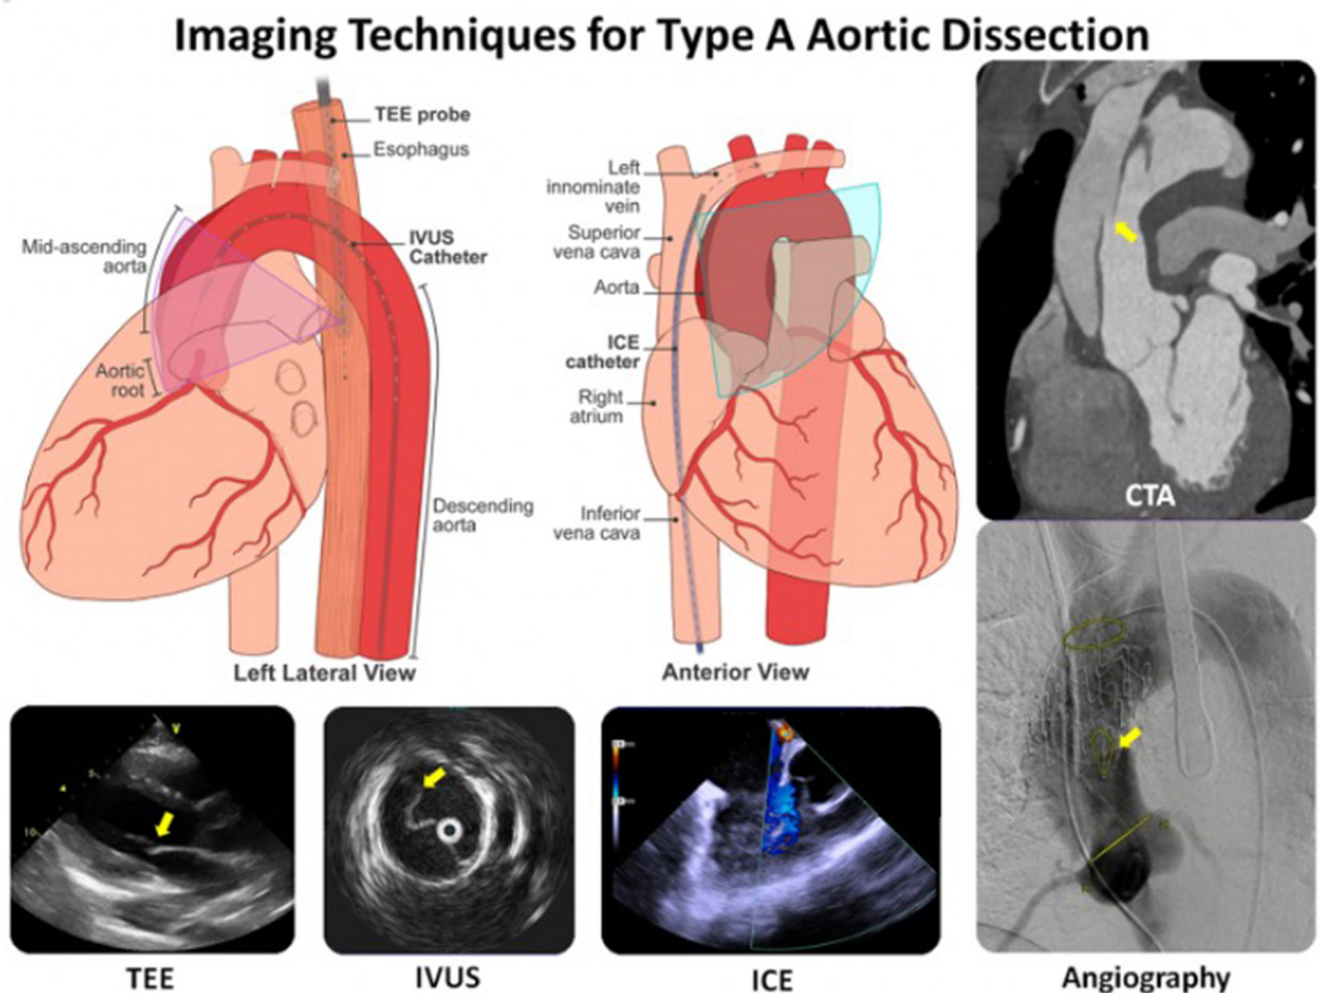 Imaging Techniques for Type A Aortic Dissection
TEE probe
Esophagus
Mid-ascending
aorta
IVUS
Catheter
Aortic
root
Descending
aorta
Left Lateral View
Left
innominate
vein
Superior
vena cava
Aorta
ICE
catheter
Right
atrium
Inferior
vena cava
Anterior View
CTA
V
5
10
TEE
IVUS
ICE
Angiography